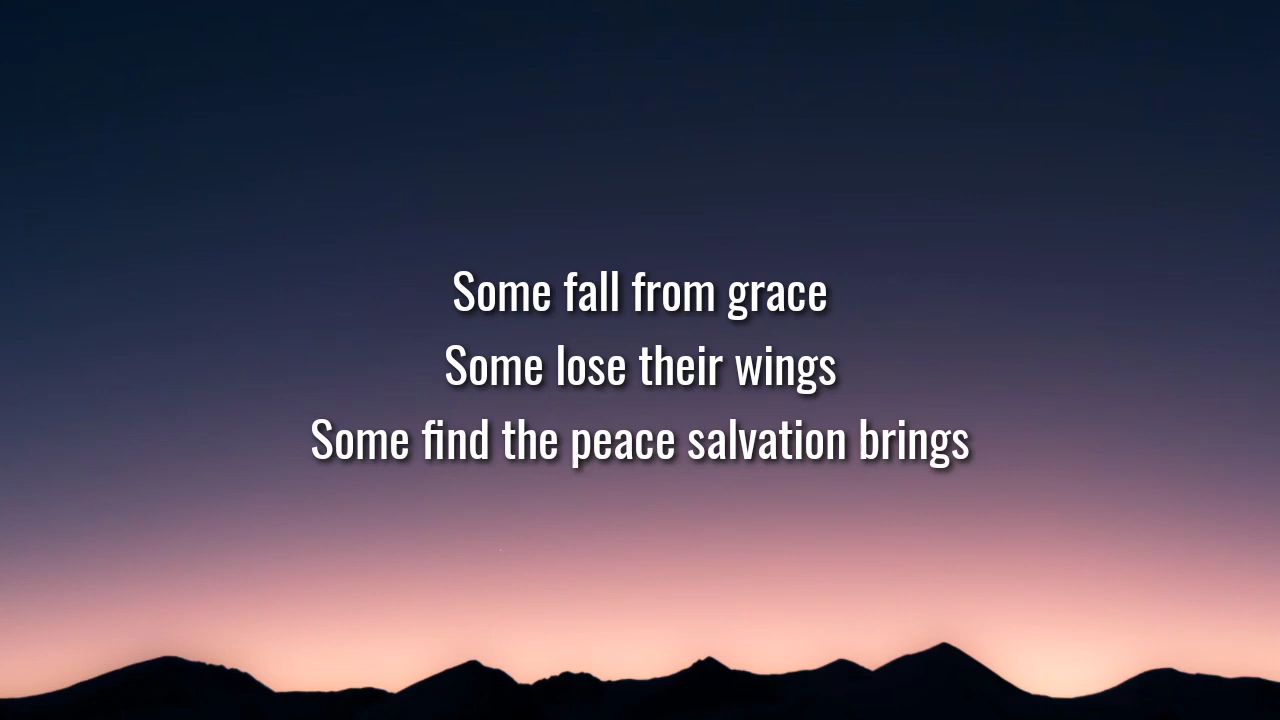 Some fall from grace
Some lose their wings
Some find the peace salvation brings